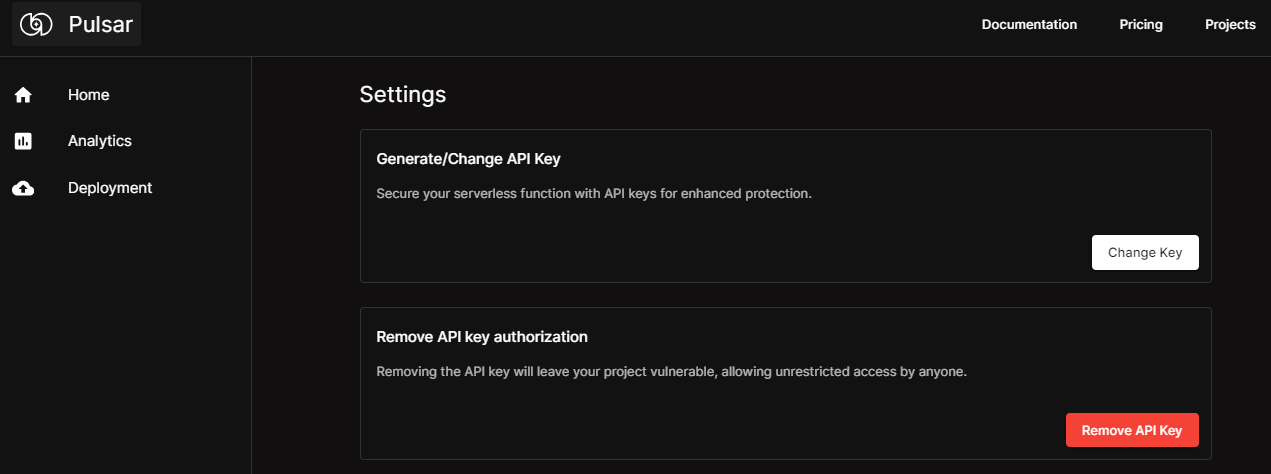 Pulsar
Documentation
Pricing
Projects
Home
Analytics
Deployment
Settings
Generate/Change API Key
Secure your serverless function with API keys for enhanced protection.
Change Key
Remove API key authorization
Removing the API key will leave your project vulnerable, allowing unrestricted access by anyone.
Remove API Key